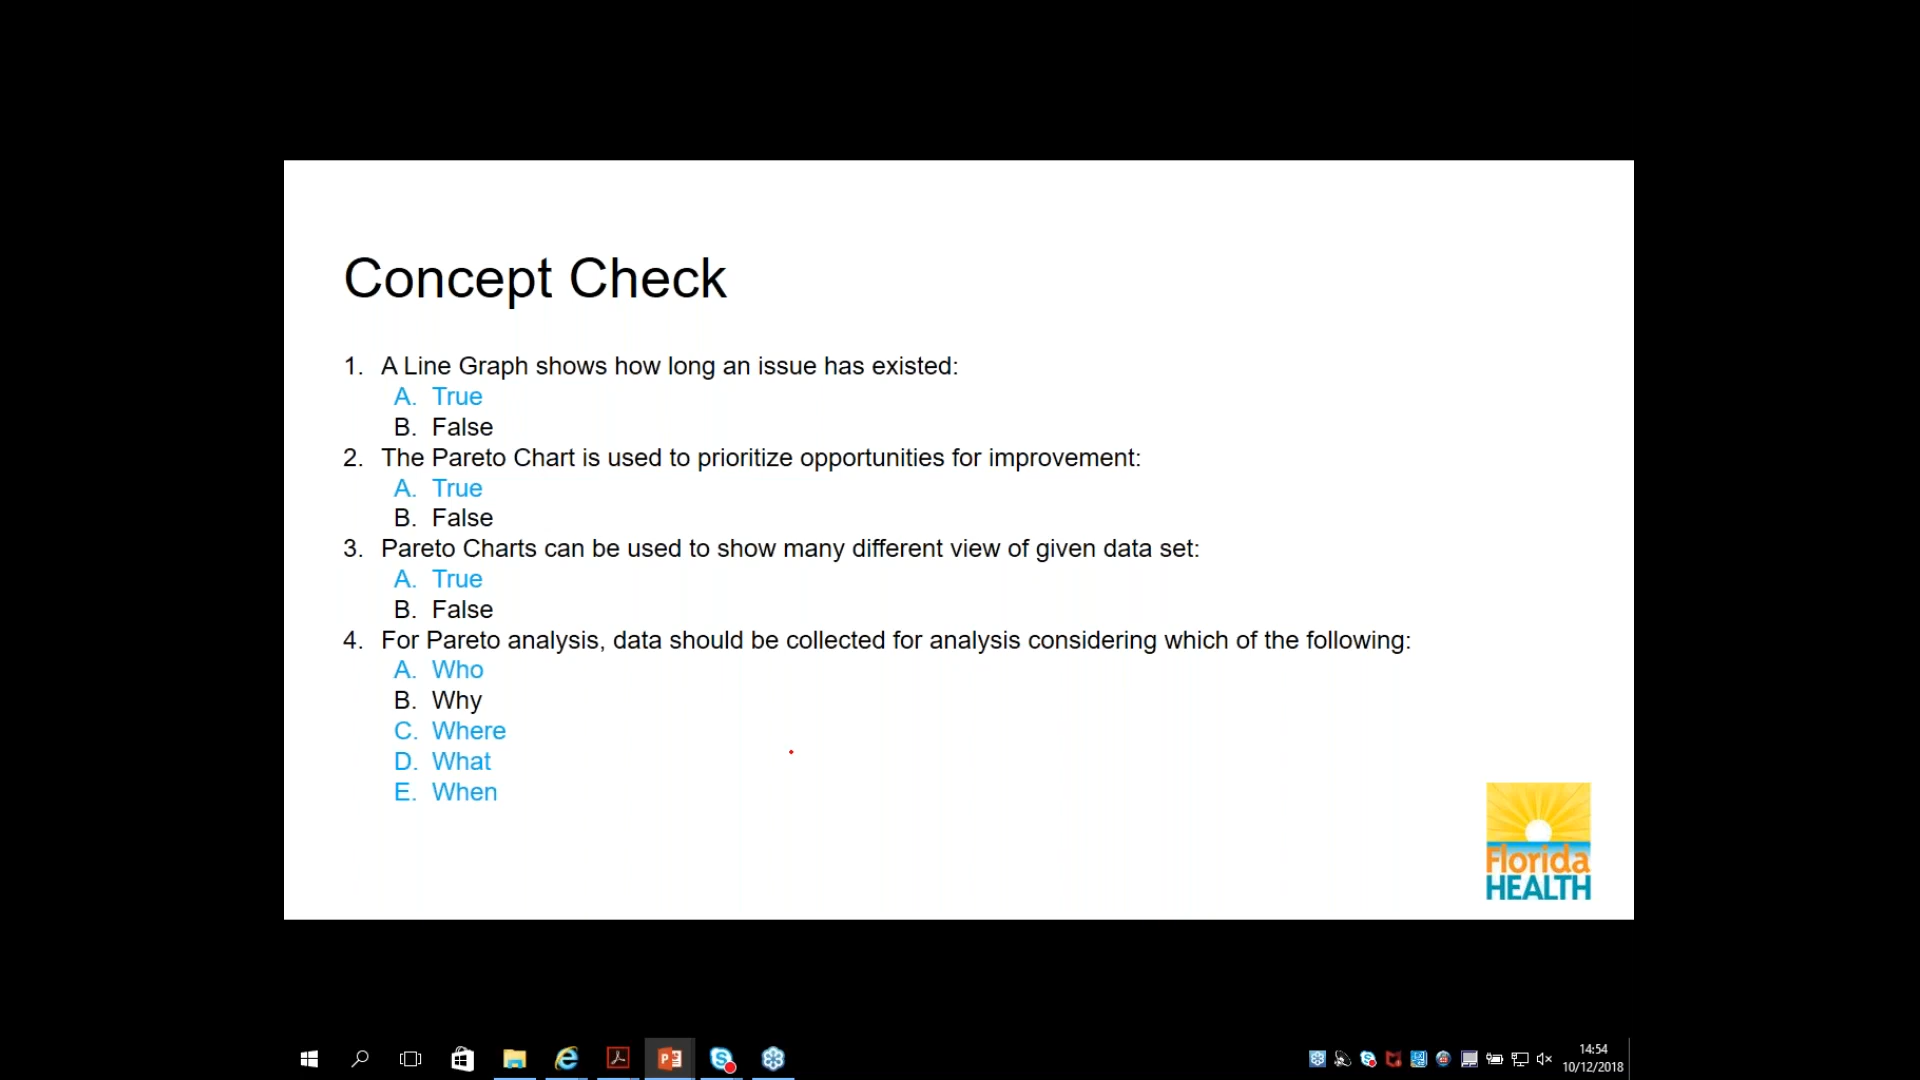 Concept Check
1. A Line Graph shows how long an issue has existed:
A. True
B. False
2. The Pareto Chart is used to prioritize opportunities for improvement:
A. True
B. False
3. Pareto Charts can be used to show many different view of given data set:
A. True
B. False
4. For Pareto analysis, data should be collected for analysis considering which of the following:
A. Who
B. Why
C. Where
D. What
E. When
Florida
HEALTH
14:54
10/12/2018